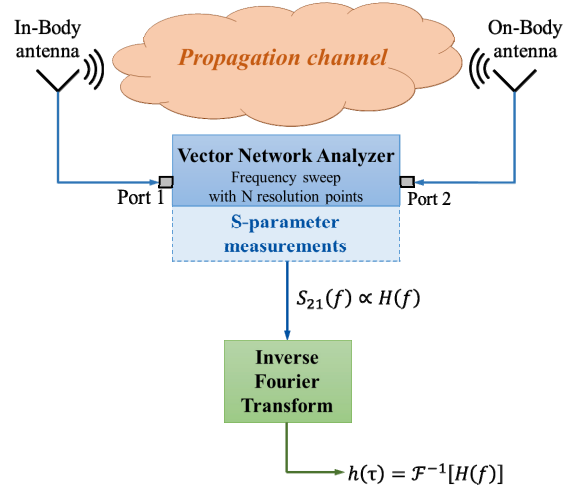 In-Body
antenna
Propagation channel
On-Body
antenna
Vector Network Analyzer
Frequency sweep
with N resolution points
Port 1
Port 2
S-parameter
measurements
S₂₁(f) ∝ H(f)
Inverse
Fourier
Transform
h(τ) = ℱ⁻¹[H(f)]